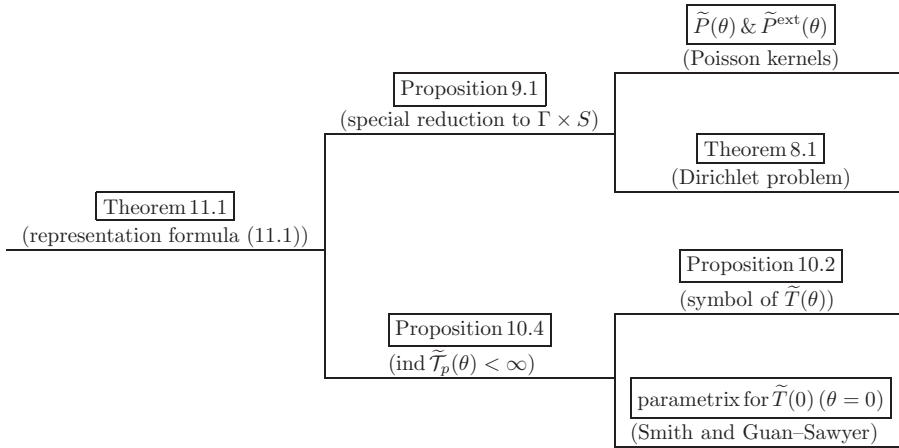 P̃(θ) & P̃^ext(θ)
(Poisson kernels)
Proposition 9.1
(special reduction to Γ × S)
Theorem 8.1
(Dirichlet problem)
Theorem 11.1
(representation formula (11.1))
Proposition 10.2
(symbol of T̃(θ))
Proposition 10.4
(ind 𝒯̃_p(θ) < ∞)
parametrix for T̃(0) (θ = 0)
(Smith and Guan–Sawyer)